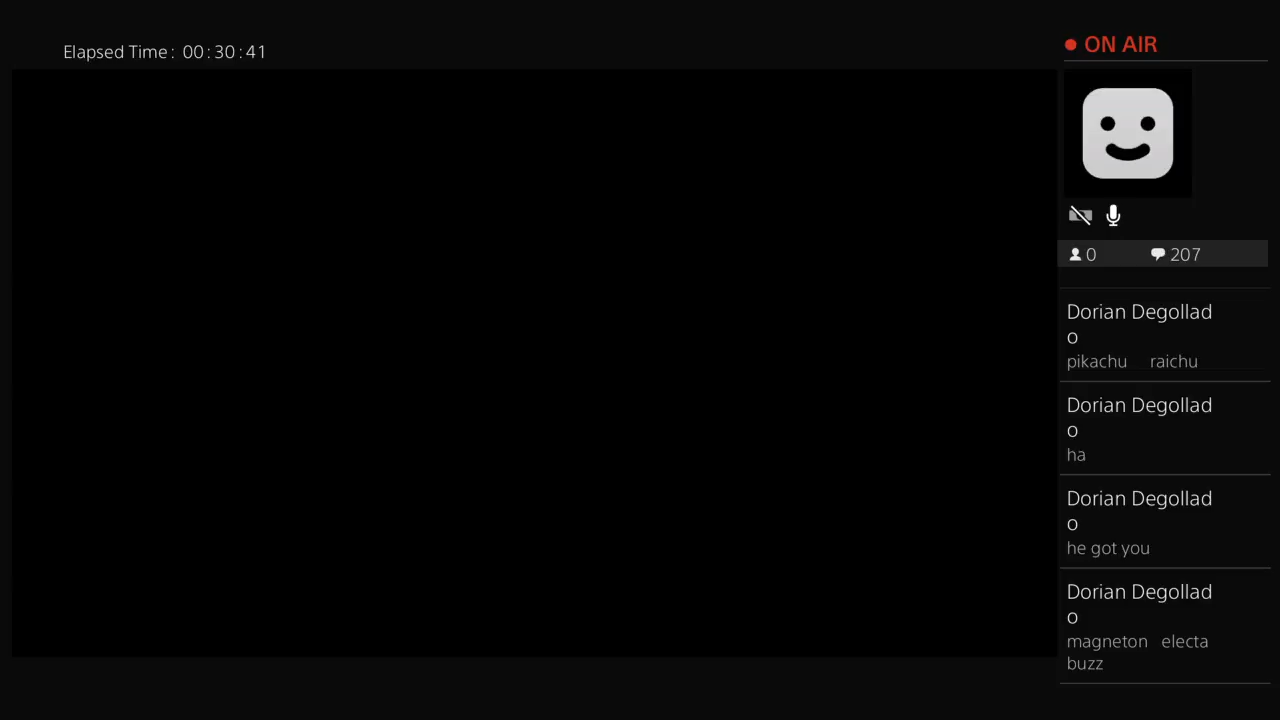 Elapsed Time: 00:30:41
ON AIR
0 207
Dorian Degollad
o
pikachu raichu
Dorian Degollad
o
ha
Dorian Degollad
o
he got you
Dorian Degollad
o
magneton electa
buzz